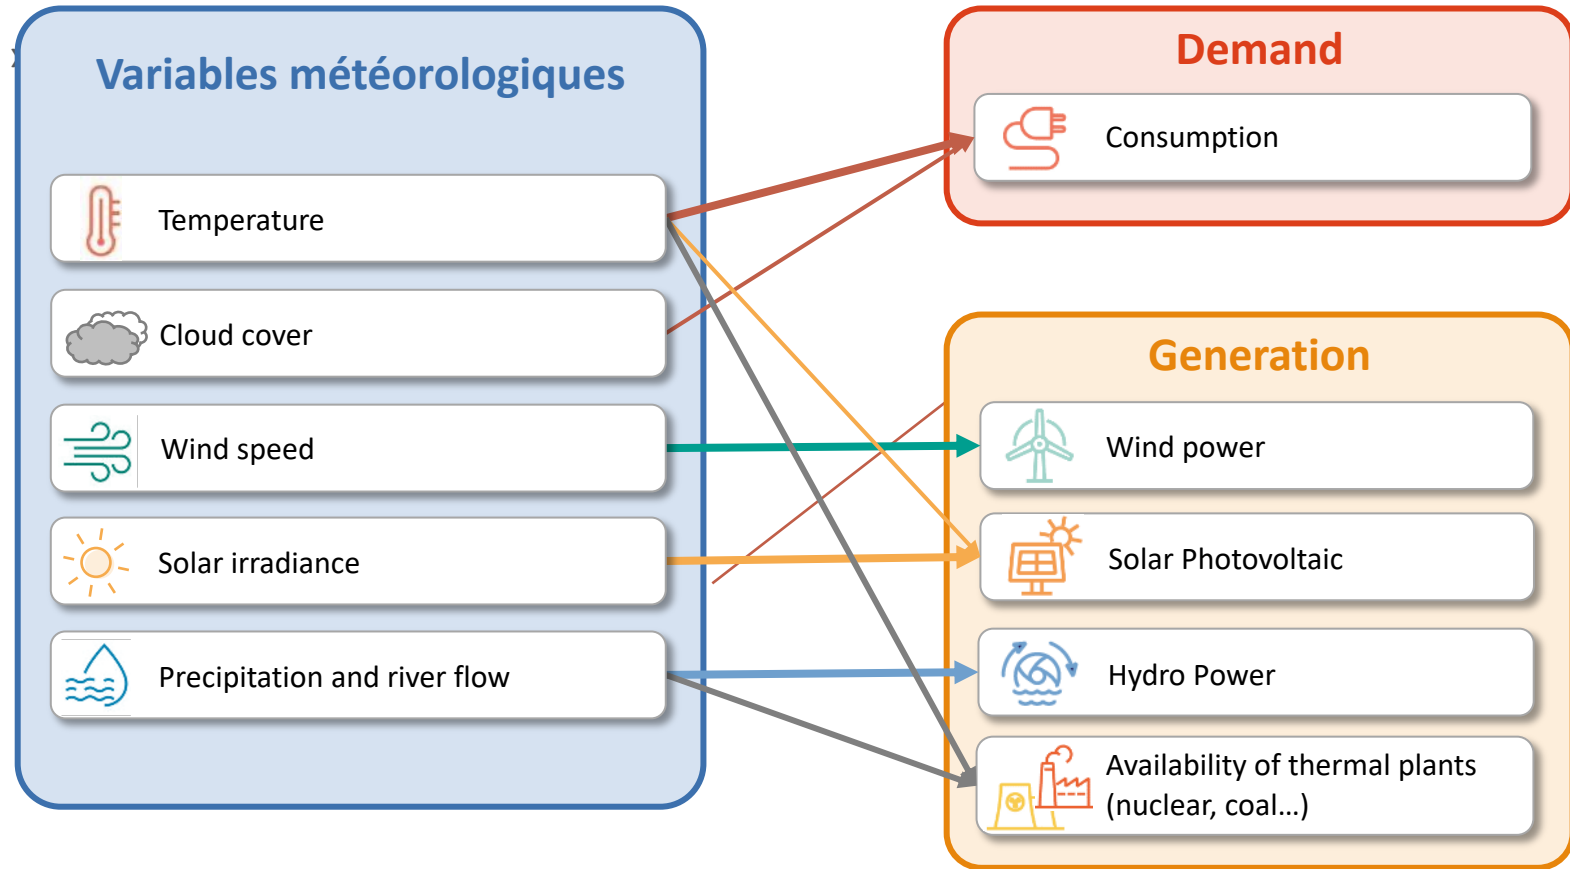 Variables météorologiques
Temperature
Cloud cover
Wind speed
Solar irradiance
Precipitation and river flow
Demand
Consumption
Generation
Wind power
Solar Photovoltaic
Hydro Power
Availability of thermal plants
(nuclear, coal...)